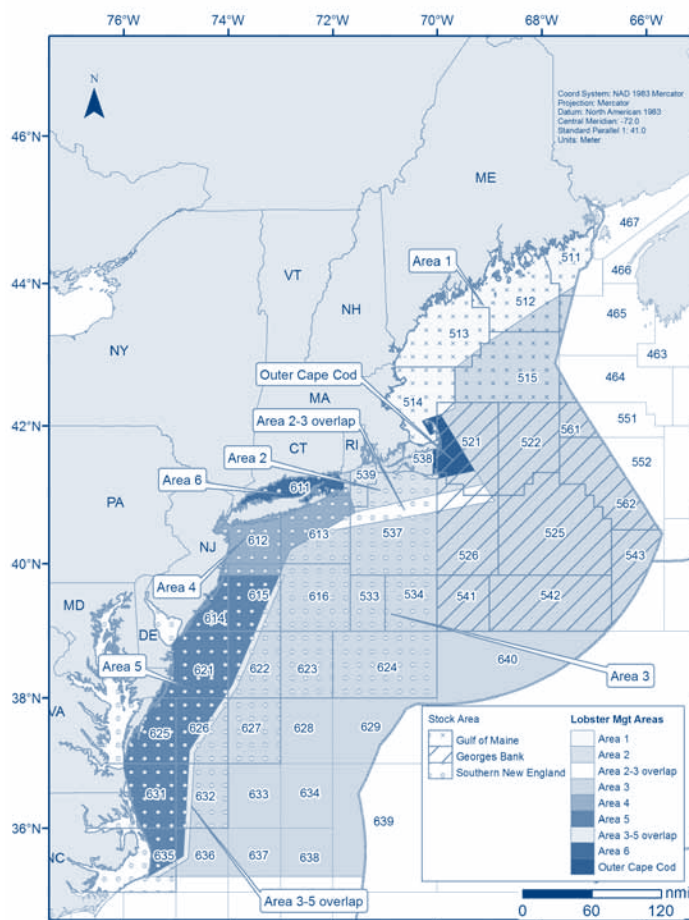 76°W 74°W 72°W 70°W 68°W 66°W
N
Coord System: NAD 1983 Mercator
Projection: Mercator
Datum: North American 1983
Central Meridian: -72.0
Standard Parallel 1: 41.0
Units: Meter
46°N
ME
467
Area 1
511
466
44°N
VT
512
465
NH
513
463
NY
Outer Cape Cod
515
464
514
MA
Area 2-3 overlap
551
42°N
521
522
561
CT
RI
Area 2
538
552
539
Area 6
611
PA
562
613
537
525
612
526
543
40°N
NJ
Area 4
615
616
533
534
541
542
MD
614
DE
640
Area 5
621
622
623
624
Area 3
38°N
VA
625
626
627
628
629
631
632
633
634
639
36°N
635
636
637
638
NC
Area 3-5 overlap
Stock Area
Gulf of Maine
Georges Bank
Southern New England
Lobster Mgt Areas
Area 1
Area 2
Area 2-3 overlap
Area 3
Area 4
Area 5
Area 3-5 overlap
Area 6
Outer Cape Cod
nmi
0 60 120